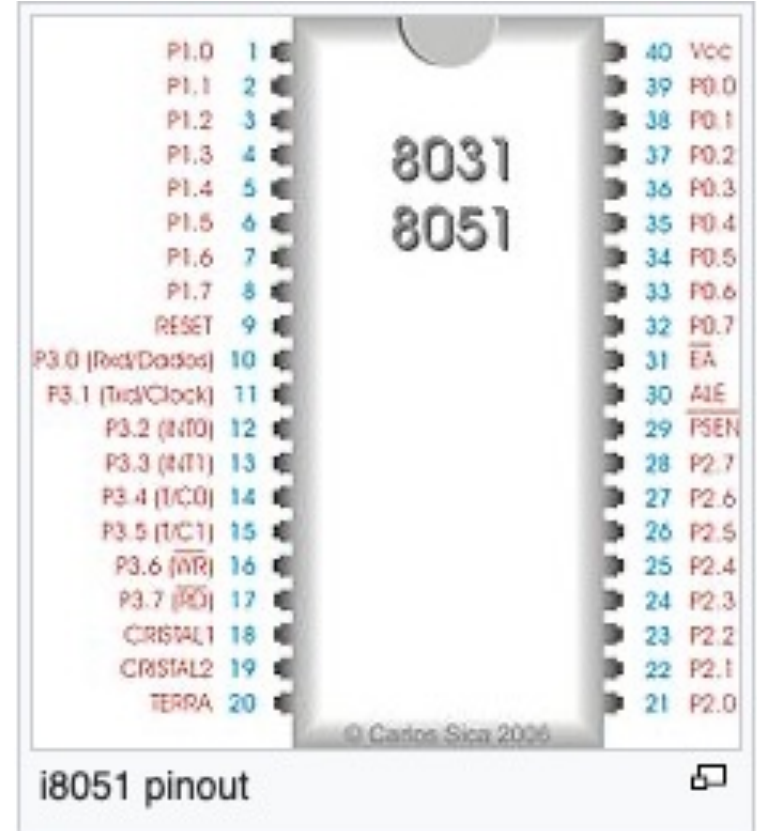 P1.0 1 40 Vcc
P1.1 2 39 P0.0
P1.2 3 38 P0.1
P1.3 4 8031 37 P0.2
P1.4 5 36 P0.3
P1.5 6 8051 35 P0.4
P1.6 7 34 P0.5
P1.7 8 33 P0.6
RESET 9 32 P0.7
P3.0 (Rxd/Dados) 10 31 E̅A̅
P3.1 (Txd/Clock) 11 30 ALE
P3.2 (INT0) 12 29 P̅S̅E̅N̅
P3.3 (INT1) 13 28 P2.7
P3.4 (T/C0) 14 27 P2.6
P3.5 (T/C1) 15 26 P2.5
P3.6 (W̅R̅) 16 25 P2.4
P3.7 (R̅D̅) 17 24 P2.3
CRISTAL1 18 23 P2.2
CRISTAL2 19 22 P2.1
TERRA 20 21 P2.0
© Carlos Sica 2006
i8051 pinout